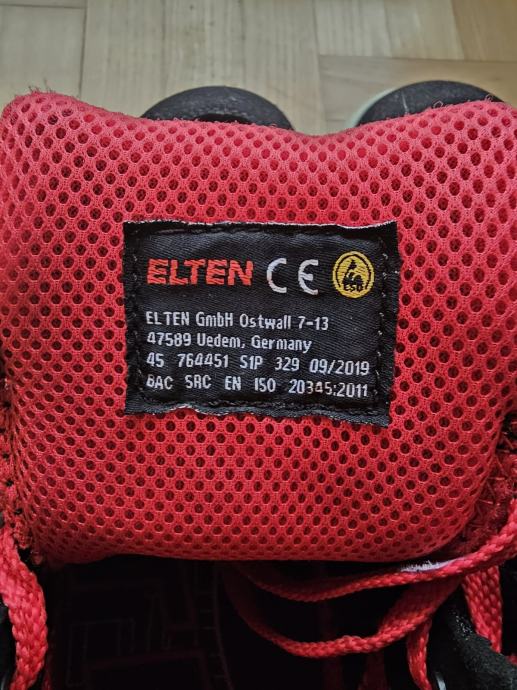 ELTEN CE ESD
ELTEN GmbH Ostwall 7-13
47589 Uedem, Germany
45 764451 S1P 329 09/2019
BAC SRC EN ISO 20345:2011